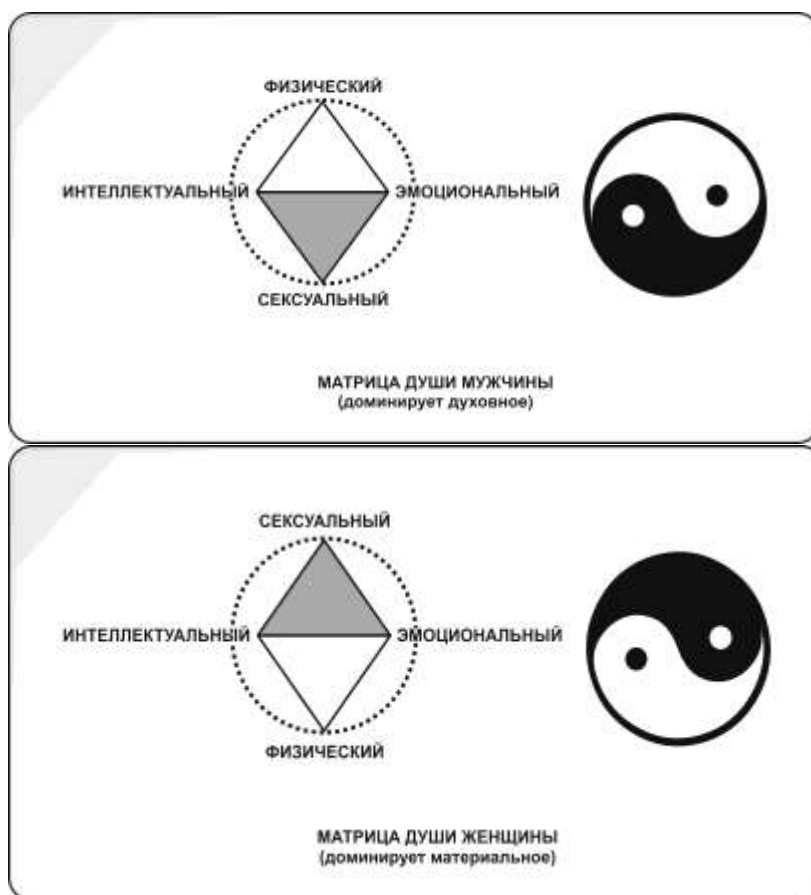 ФИЗИЧЕСКИЙ
ИНТЕЛЛЕКТУАЛЬНЫЙ ЭМОЦИОНАЛЬНЫЙ
СЕКСУАЛЬНЫЙ
МАТРИЦА ДУШИ МУЖЧИНЫ
(доминирует духовное)
СЕКСУАЛЬНЫЙ
ИНТЕЛЛЕКТУАЛЬНЫЙ ЭМОЦИОНАЛЬНЫЙ
ФИЗИЧЕСКИЙ
МАТРИЦА ДУШИ ЖЕНЩИНЫ
(доминирует материальное)